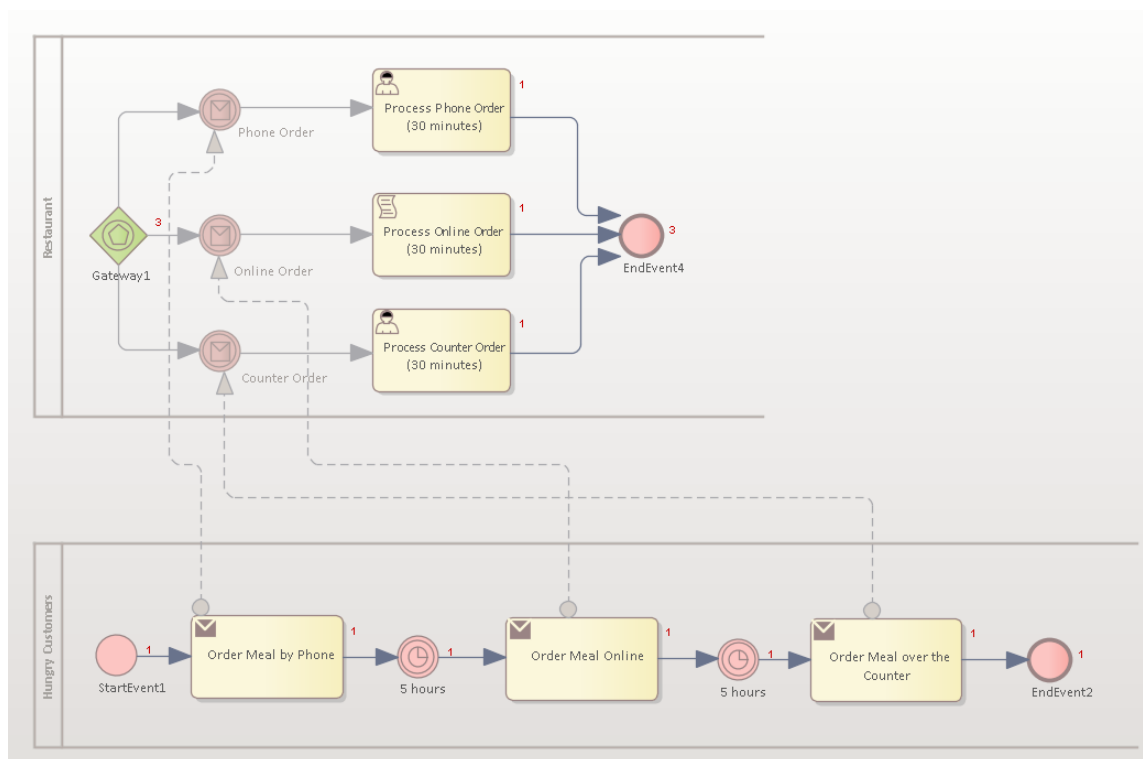 Restaurant
1
Process Phone Order
(30 minutes)
Phone Order
3
1
Process Online Order
(30 minutes)
3
Gateway1
Online Order
EndEvent4
1
Process Counter Order
(30 minutes)
Counter Order
Hungry Customers
1
StartEvent1
Order Meal by Phone
1
1
5 hours
Order Meal Online
1
1
5 hours
Order Meal over the
Counter
1
1
EndEvent2